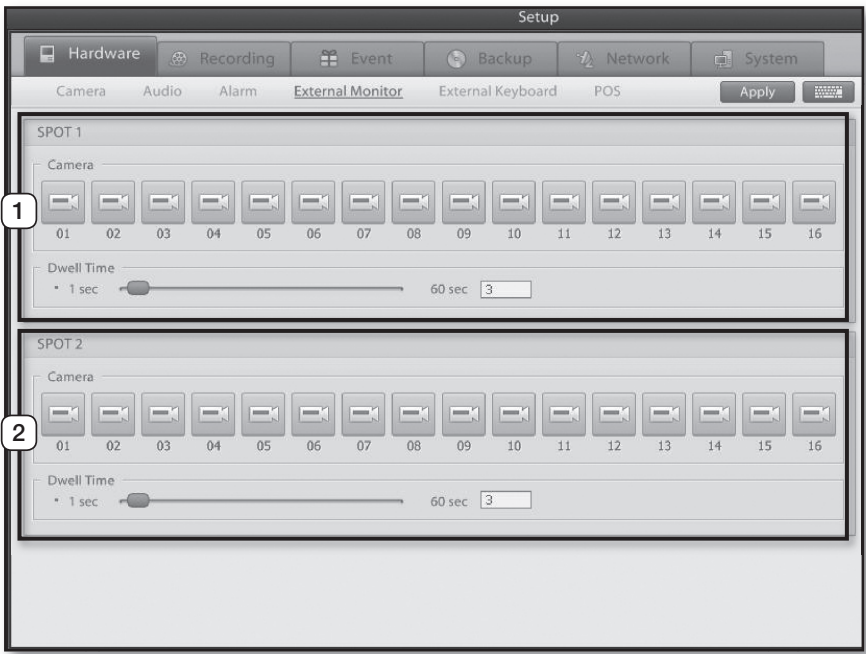 Setup
Hardware Recording Event Backup Network System
Camera Audio Alarm External Monitor External Keyboard POS Apply
SPOT 1
Camera
1
01 02 03 04 05 06 07 08 09 10 11 12 13 14 15 16
Dwell Time
1 sec 60 sec 3
SPOT 2
Camera
2
01 02 03 04 05 06 07 08 09 10 11 12 13 14 15 16
Dwell Time
1 sec 60 sec 3